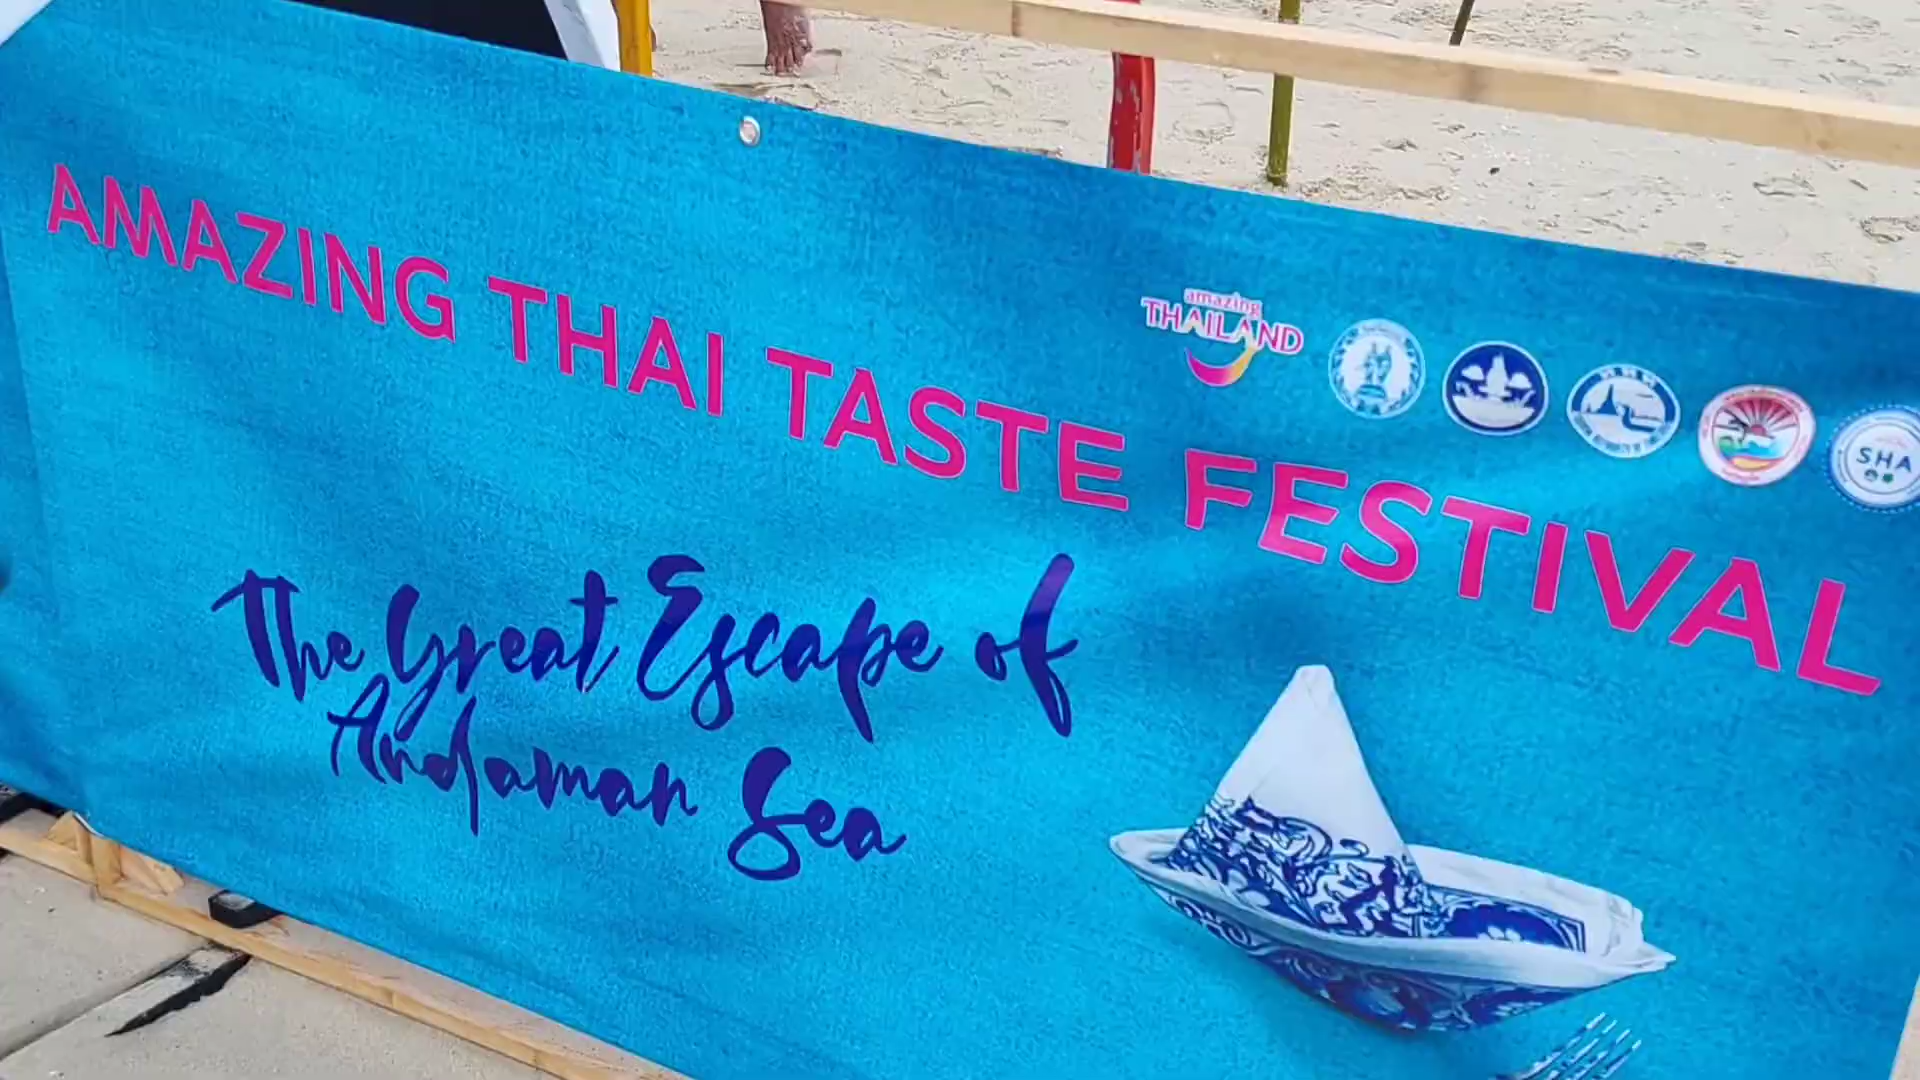 AMAZING THAI TASTE FESTIVAL
amazing
THAILAND
SHA
The Great Escape of
Andaman Sea